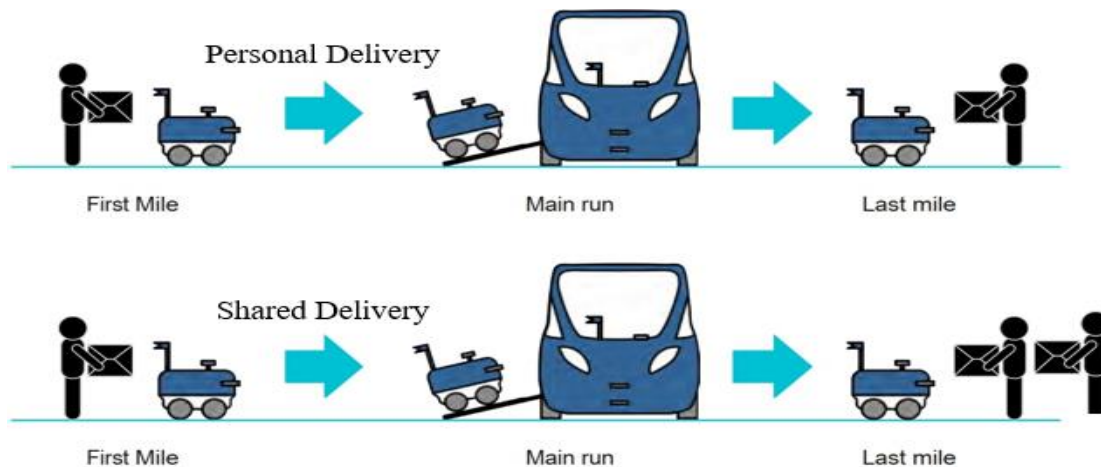 Personal Delivery
First Mile
Main run
Last mile
Shared Delivery
First Mile
Main run
Last mile